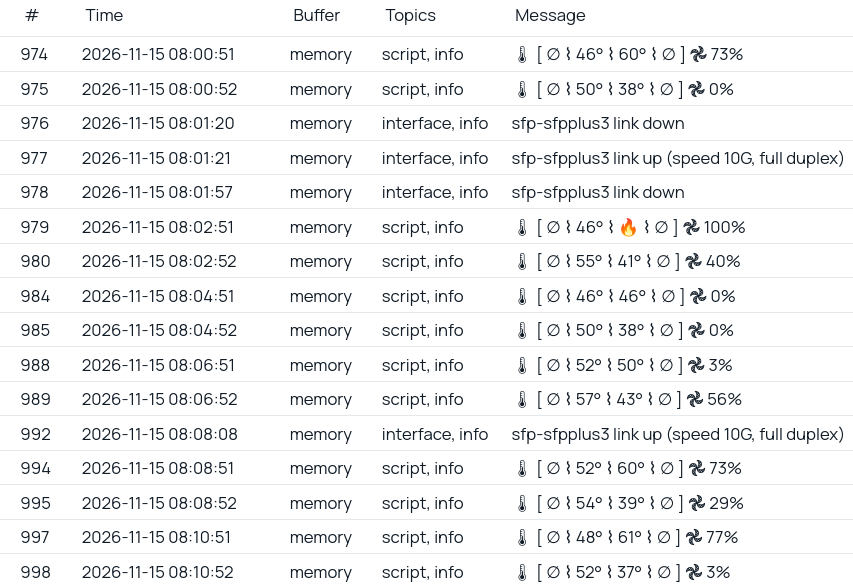 # Time Buffer Topics Message
974 2026-11-15 08:00:51 memory script, info 🌡 [ ∅ ⌇ 46° ⌇ 60° ⌇ ∅ ] 73%
975 2026-11-15 08:00:52 memory script, info 🌡 [ ∅ ⌇ 50° ⌇ 38° ⌇ ∅ ] 0%
976 2026-11-15 08:01:20 memory interface, info sfp-sfpplus3 link down
977 2026-11-15 08:01:21 memory interface, info sfp-sfpplus3 link up (speed 10G, full duplex)
978 2026-11-15 08:01:57 memory interface, info sfp-sfpplus3 link down
979 2026-11-15 08:02:51 memory script, info 🌡 [ ∅ ⌇ 46° ⌇ 🔥 ⌇ ∅ ] 100%
980 2026-11-15 08:02:52 memory script, info 🌡 [ ∅ ⌇ 55° ⌇ 41° ⌇ ∅ ] 40%
984 2026-11-15 08:04:51 memory script, info 🌡 [ ∅ ⌇ 46° ⌇ 46° ⌇ ∅ ] 0%
985 2026-11-15 08:04:52 memory script, info 🌡 [ ∅ ⌇ 50° ⌇ 38° ⌇ ∅ ] 0%
988 2026-11-15 08:06:51 memory script, info 🌡 [ ∅ ⌇ 52° ⌇ 50° ⌇ ∅ ] 3%
989 2026-11-15 08:06:52 memory script, info 🌡 [ ∅ ⌇ 57° ⌇ 43° ⌇ ∅ ] 56%
992 2026-11-15 08:08:08 memory interface, info sfp-sfpplus3 link up (speed 10G, full duplex)
994 2026-11-15 08:08:51 memory script, info 🌡 [ ∅ ⌇ 52° ⌇ 60° ⌇ ∅ ] 73%
995 2026-11-15 08:08:52 memory script, info 🌡 [ ∅ ⌇ 54° ⌇ 39° ⌇ ∅ ] 29%
997 2026-11-15 08:10:51 memory script, info 🌡 [ ∅ ⌇ 48° ⌇ 61° ⌇ ∅ ] 77%
998 2026-11-15 08:10:52 memory script, info 🌡 [ ∅ ⌇ 52° ⌇ 37° ⌇ ∅ ] 3%